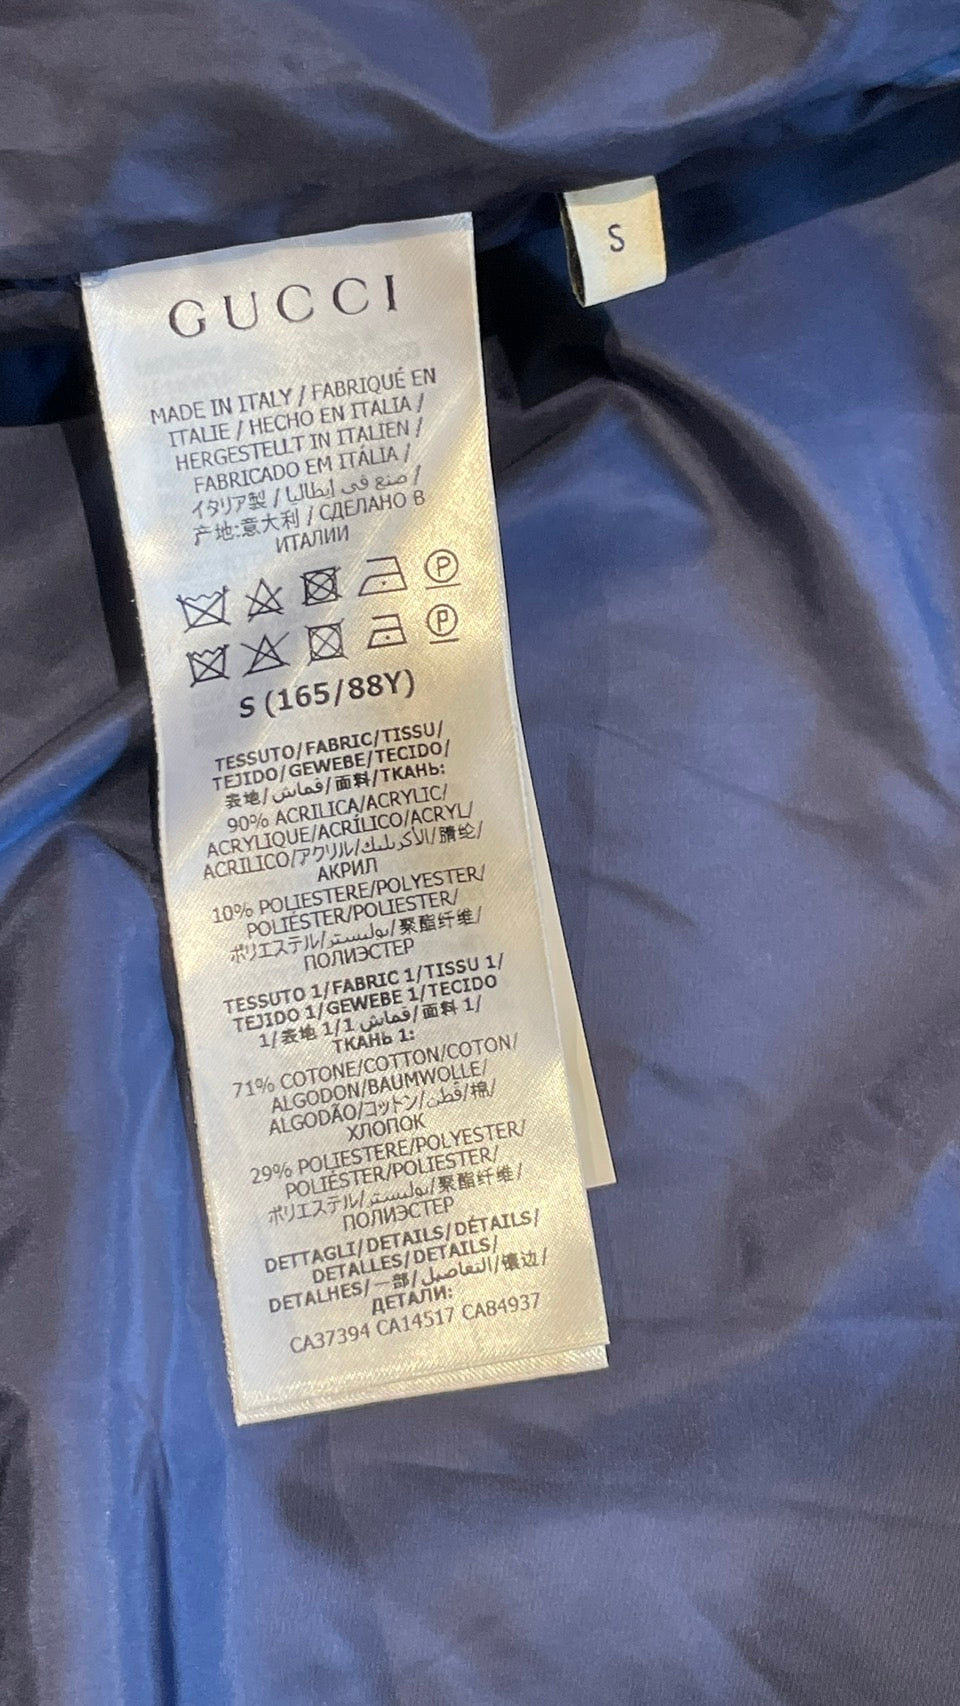 GUCCI
S
MADE IN ITALY / FABRIQUÉ EN
ITALIE / HECHO EN ITALIA /
HERGESTELLT IN ITALIEN /
FABRICADO EM ITÁLIA /
イタリア製 / صنع في إيطاليا /
产地:意大利 / СДЕЛАНО В
ИТАЛИИ
P
P
S (165/88Y)
TESSUTO/FABRIC/TISSU/
TEJIDO/GEWEBE/TECIDO/
表地/قماش/面料/ТКАНЬ:
90% ACRILICA/ACRYLIC/
ACRYLIQUE/ACRÍLICO/ACRYL/
ACRILICO/アクリル/الأكريليك/腈纶/
АКРИЛ
10% POLIESTERE/POLYESTER/
POLIÉSTER/POLIESTER/
ポリエステル/بوليستر/聚酯纤维/
ПОЛИЭСТЕР
TESSUTO 1/FABRIC 1/TISSU 1/
TEJIDO 1/GEWEBE 1/TECIDO
1/表地 1/قماش 1/面料 1/
ТКАНЬ 1:
71% COTONE/COTTON/COTON/
ALGODON/BAUMWOLLE/
ALGODÃO/コットン/قطن/棉/
ХЛОПОК
29% POLIESTERE/POLYESTER/
POLIÉSTER/POLIESTER/
ポリエステル/بوليستر/聚酯纤维/
ПОЛИЭСТЕР
DETTAGLI/DETAILS/DÉTAILS/
DETALLES/DETAILS/
DETALHES/一部/التفاصيل/镶边/
ДЕТАЛИ:
CA37394 CA14517 CA84937